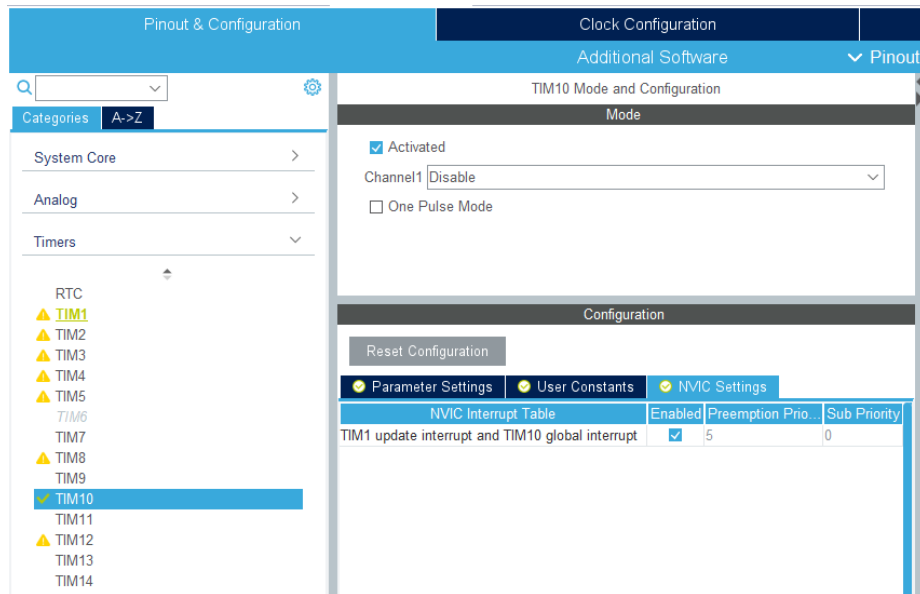 Pinout & Configuration
Clock Configuration
Additional Software
Pinout
TIM10 Mode and Configuration
Categories
A->Z
System Core
Analog
Timers
RTC
TIM1
TIM2
TIM3
TIM4
TIM5
TIM6
TIM7
TIM8
TIM9
TIM10
TIM11
TIM12
TIM13
TIM14
Mode
Activated
Channel1 Disable
One Pulse Mode
Configuration
Reset Configuration
Parameter Settings
User Constants
NVIC Settings
NVIC Interrupt Table Enabled Preemption Prio... Sub Priority
TIM1 update interrupt and TIM10 global interrupt 5 0